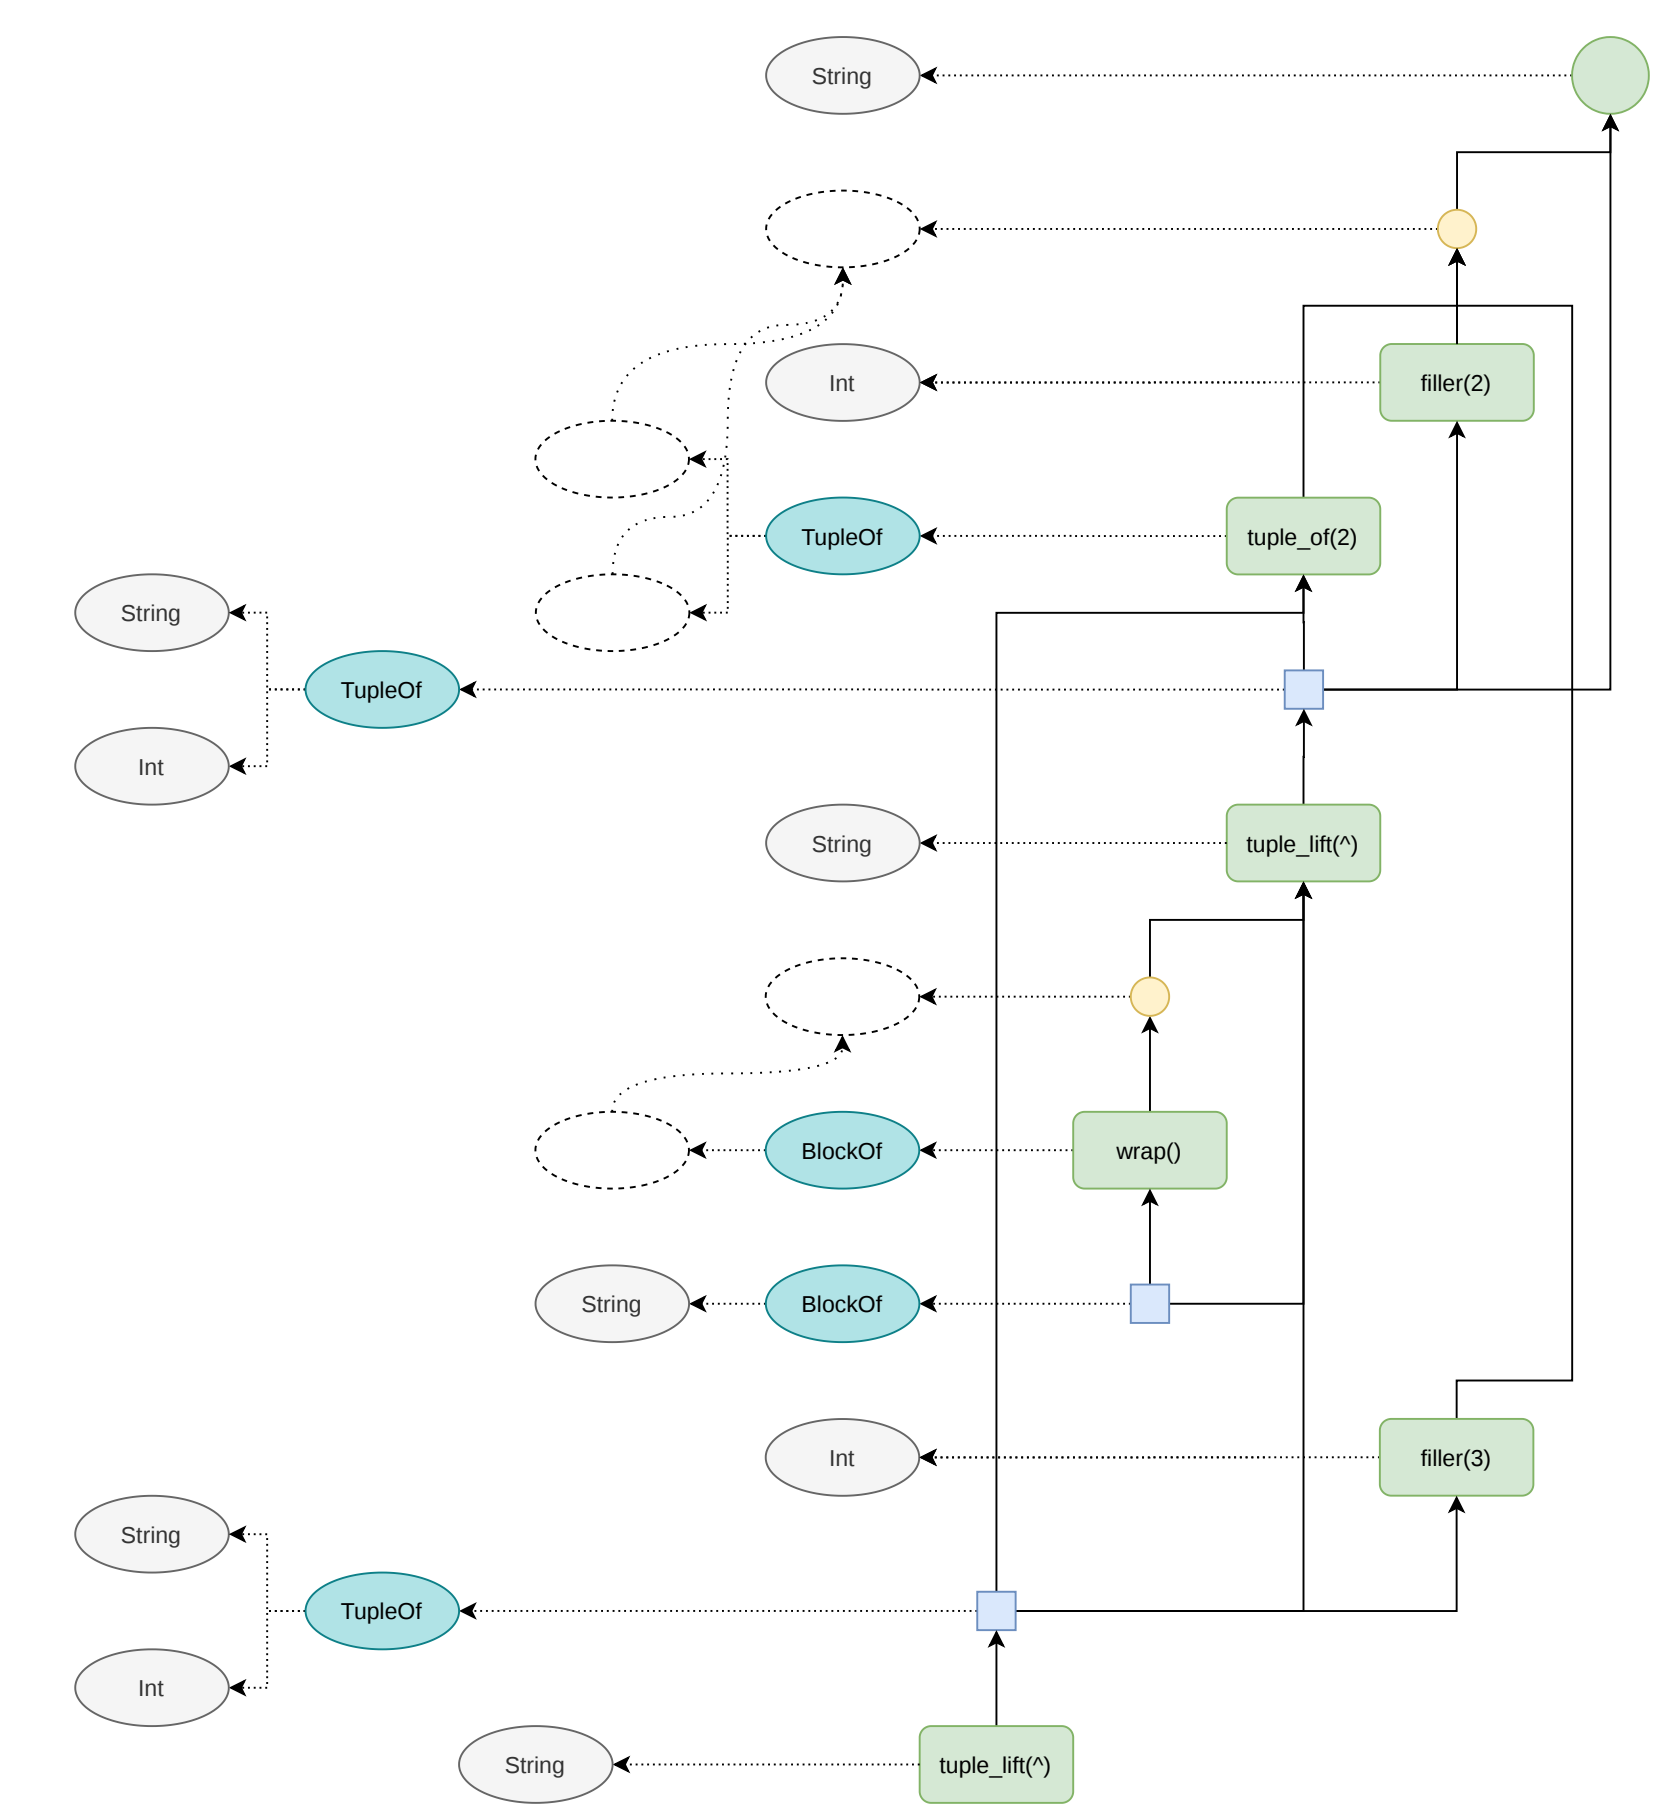 String
Int
filler(2)
TupleOf
tuple_of(2)
String
TupleOf
Int
String
tuple_lift(^)
BlockOf
wrap()
String
BlockOf
Int
filler(3)
String
TupleOf
Int
String
tuple_lift(^)